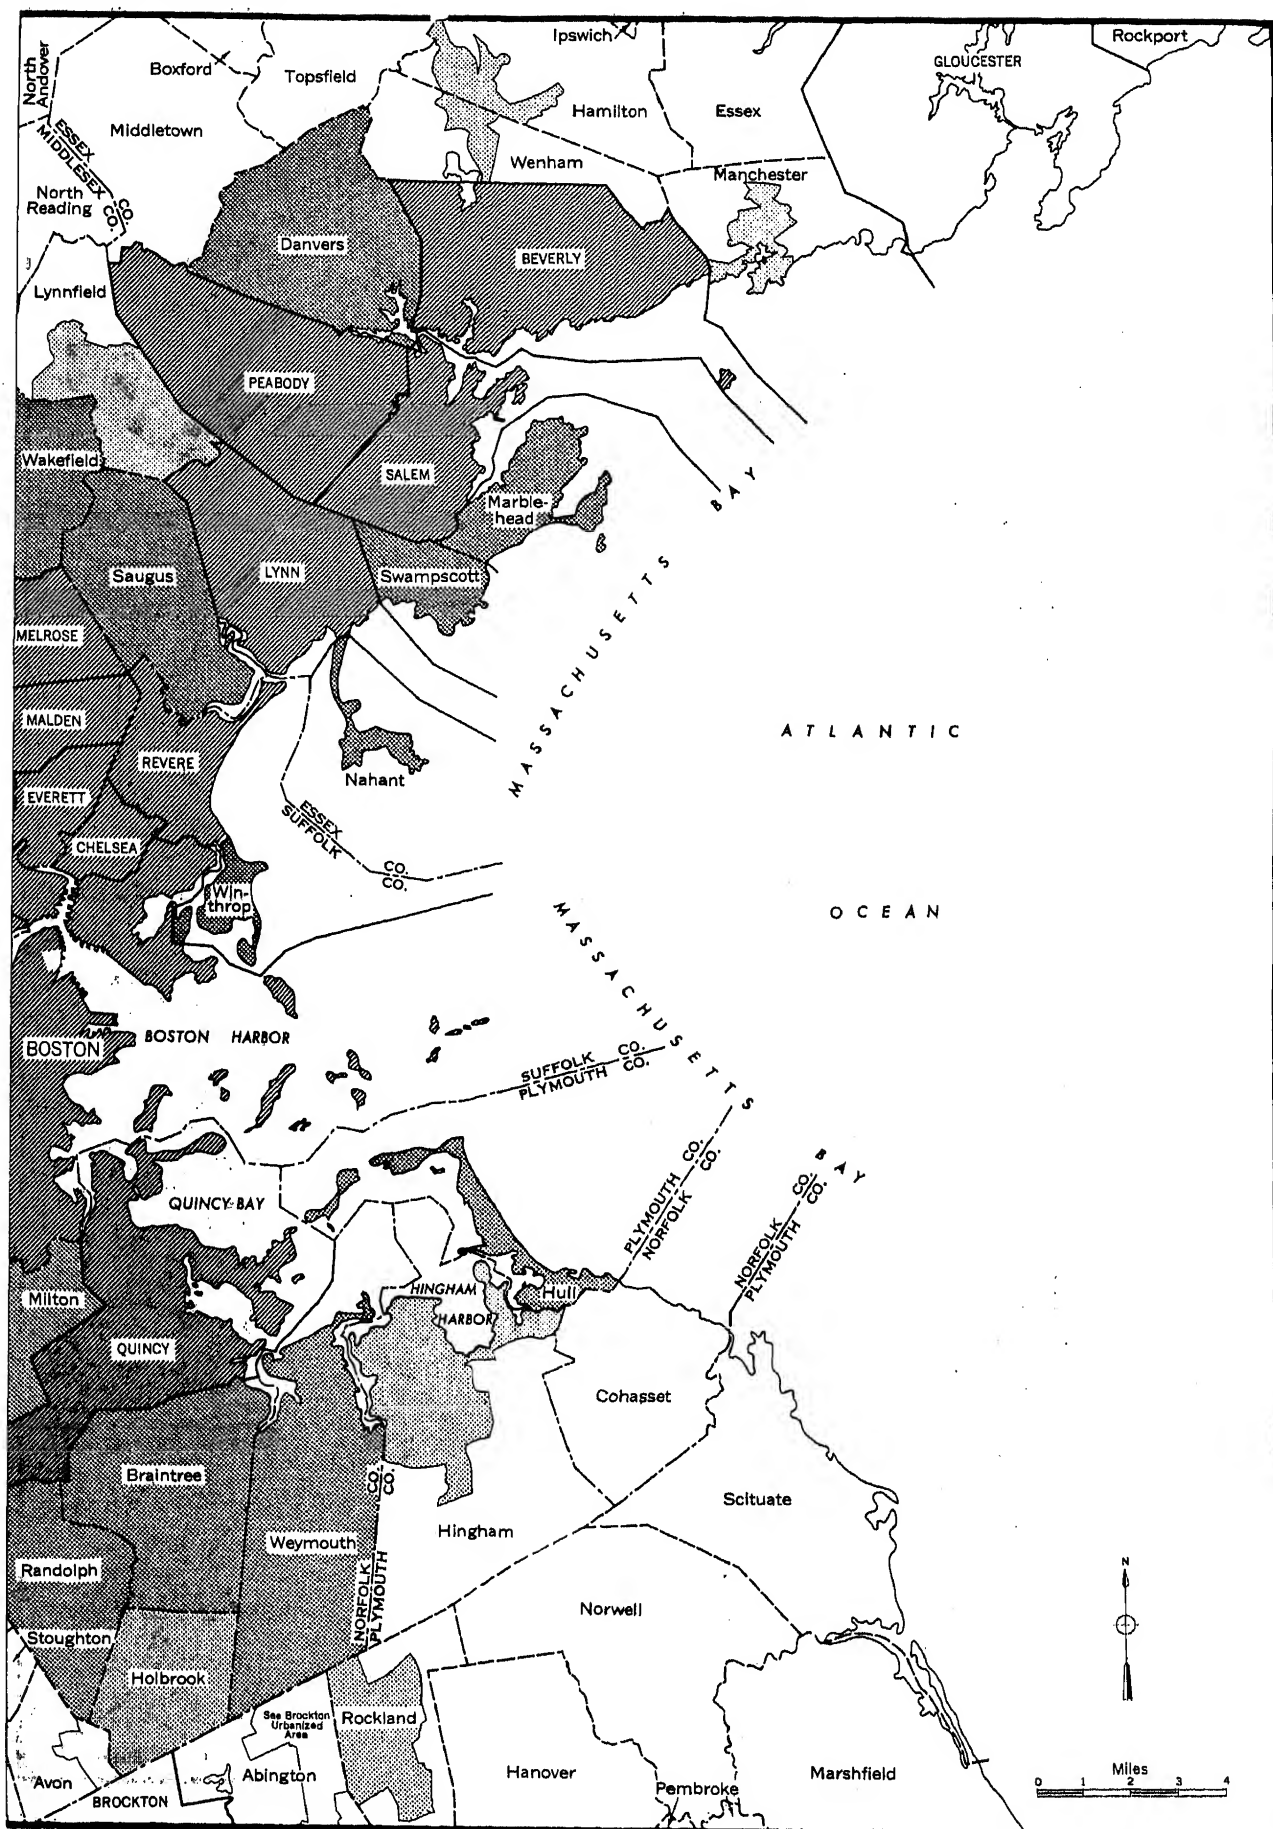 Ipswich
Rockport
North
Andover
Boxford
Topsfield
GLOUCESTER
Hamilton
Essex
Middletown
ESSEX CO.
MIDDLESEX CO.
Wenham
Manchester
North
Reading
Danvers
BEVERLY
Lynnfield
PEABODY
Wakefield
SALEM
Marble-
head
MASSACHUSETTS BAY
Saugus
LYNN
Swampscott
MELROSE
MALDEN
ATLANTIC
REVERE
Nahant
EVERETT
ESSEX CO.
SUFFOLK CO.
CHELSEA
Win-
throp
OCEAN
MASSACHUSETTS BAY
BOSTON
BOSTON HARBOR
SUFFOLK CO.
PLYMOUTH CO.
PLYMOUTH CO.
NORFOLK CO.
QUINCY BAY
NORFOLK CO.
PLYMOUTH CO.
Milton
HINGHAM
HARBOR
Hull
QUINCY
Cohasset
Braintree
Scituate
Weymouth
Hingham
NORFOLK CO.
PLYMOUTH CO.
Randolph
N
Norwell
Stoughton
Holbrook
See Brockton
Urbanized
Area
Rockland
Avon
Abington
Hanover
Marshfield
Miles
0 1 2 3 4
BROCKTON
Pembroke